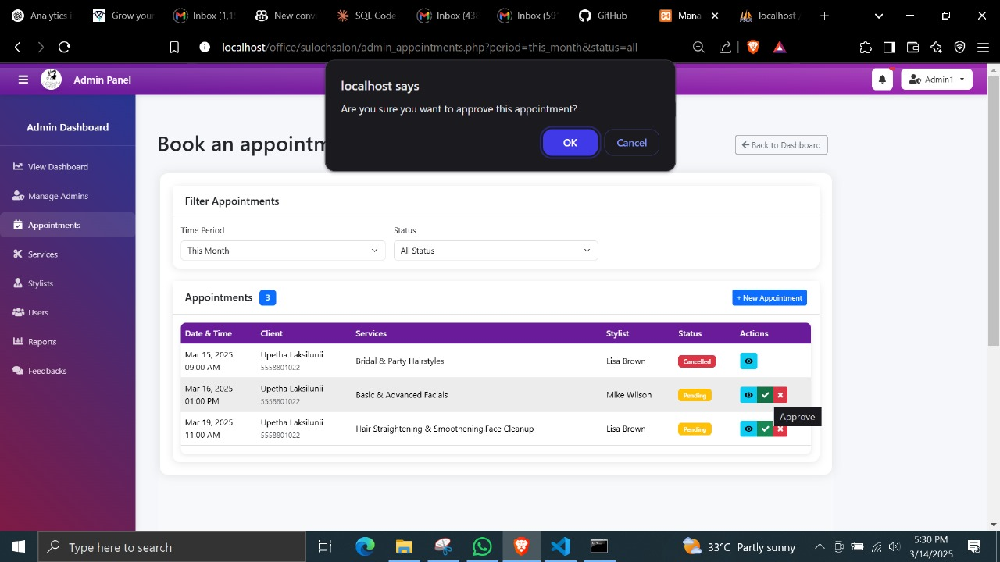 Analytics
Grow your
Inbox (1,1
New conv
SQL Code
Inbox (43
Inbox (591
GitHub
Mana
localhost
localhost/office/sulochsalon/admin_appointments.php?period=this_month&status=all
Admin Panel
Admin1
localhost says
Are you sure you want to approve this appointment?
OK
Cancel
Admin Dashboard
View Dashboard
Manage Admins
Appointments
Services
Stylists
Users
Reports
Feedbacks
Book an appointm
Back to Dashboard
Filter Appointments
Time Period
Status
This Month
All Status
Appointments 3
+ New Appointment
Date & Time Client Services Stylist Status Actions
Mar 15, 2025 Upetha Laksilunii Bridal & Party Hairstyles Lisa Brown Cancelled
09:00 AM 5558801022
Mar 16, 2025 Upetha Laksilunii Basic & Advanced Facials Mike Wilson Pending
01:00 PM 5558801022
Approve
Mar 19, 2025 Upetha Laksilunii Hair Straightening & Smoothening,Face Cleanup Lisa Brown Pending
11:00 AM 5558801022
Type here to search
33°C Partly sunny
5:30 PM
3/14/2025